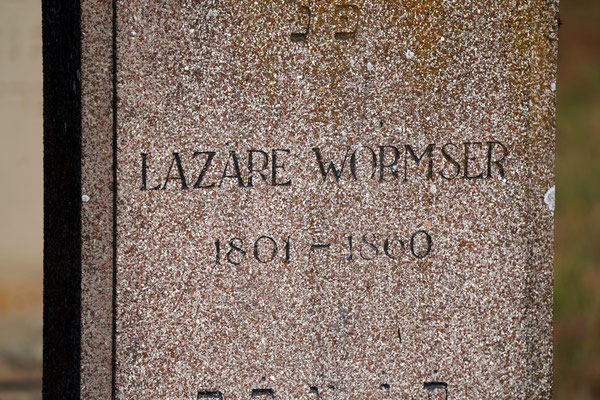 פ נ
LAZARE WORMSER
1801 - 1860